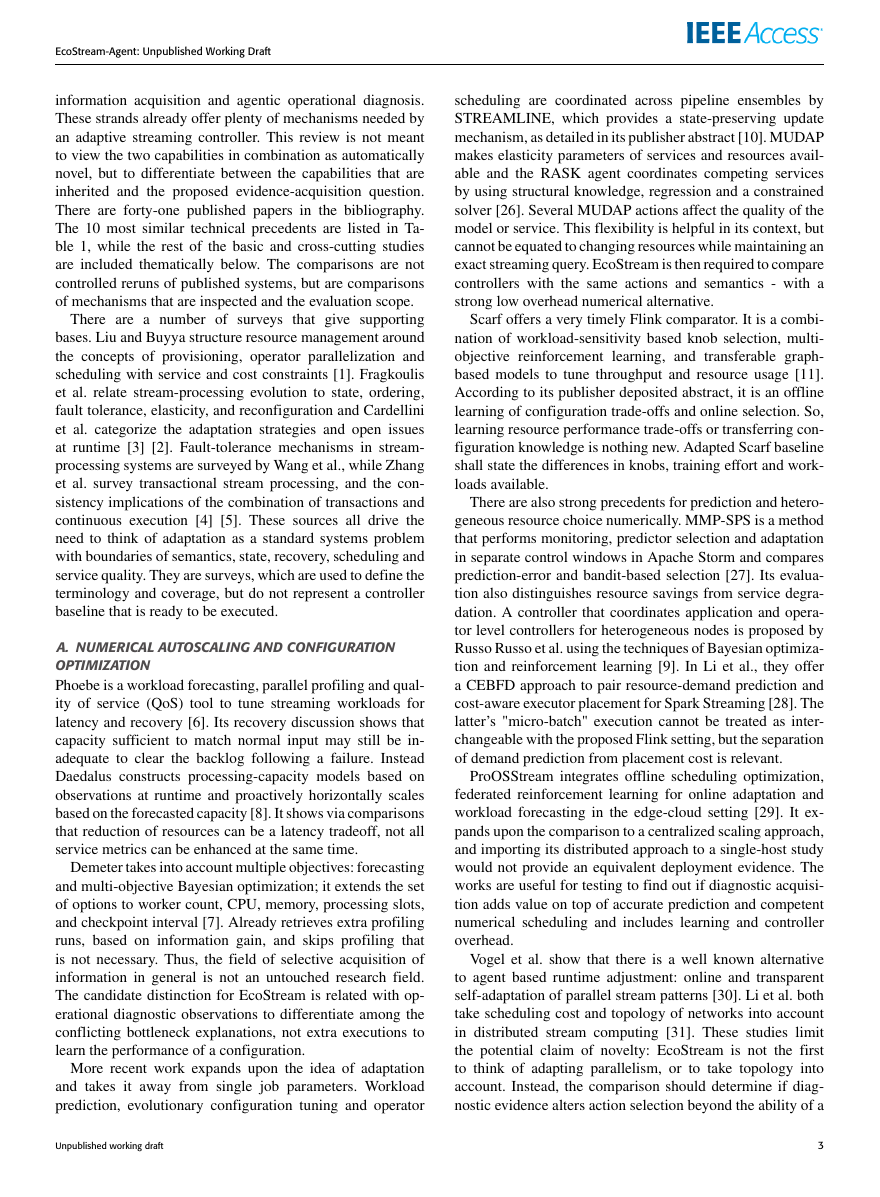 IEEE Access
EcoStream-Agent: Unpublished Working Draft
information acquisition and agentic operational diagnosis.
These strands already offer plenty of mechanisms needed by
an adaptive streaming controller. This review is not meant
to view the two capabilities in combination as automatically
novel, but to differentiate between the capabilities that are
inherited and the proposed evidence-acquisition question.
There are forty-one published papers in the bibliography.
The 10 most similar technical precedents are listed in Ta-
ble 1, while the rest of the basic and cross-cutting studies
are included thematically below. The comparisons are not
controlled reruns of published systems, but are comparisons
of mechanisms that are inspected and the evaluation scope.
There are a number of surveys that give supporting
bases. Liu and Buyya structure resource management around
the concepts of provisioning, operator parallelization and
scheduling with service and cost constraints [1]. Fragkoulis
et al. relate stream-processing evolution to state, ordering,
fault tolerance, elasticity, and reconfiguration and Cardellini
et al. categorize the adaptation strategies and open issues
at runtime [3] [2]. Fault-tolerance mechanisms in stream-
processing systems are surveyed by Wang et al., while Zhang
et al. survey transactional stream processing, and the con-
sistency implications of the combination of transactions and
continuous execution [4] [5]. These sources all drive the
need to think of adaptation as a standard systems problem
with boundaries of semantics, state, recovery, scheduling and
service quality. They are surveys, which are used to define the
terminology and coverage, but do not represent a controller
baseline that is ready to be executed.
A. NUMERICAL AUTOSCALING AND CONFIGURATION
OPTIMIZATION
Phoebe is a workload forecasting, parallel profiling and qual-
ity of service (QoS) tool to tune streaming workloads for
latency and recovery [6]. Its recovery discussion shows that
capacity sufficient to match normal input may still be in-
adequate to clear the backlog following a failure. Instead
Daedalus constructs processing-capacity models based on
observations at runtime and proactively horizontally scales
based on the forecasted capacity [8]. It shows via comparisons
that reduction of resources can be a latency tradeoff, not all
service metrics can be enhanced at the same time.
Demeter takes into account multiple objectives: forecasting
and multi-objective Bayesian optimization; it extends the set
of options to worker count, CPU, memory, processing slots,
and checkpoint interval [7]. Already retrieves extra profiling
runs, based on information gain, and skips profiling that
is not necessary. Thus, the field of selective acquisition of
information in general is not an untouched research field.
The candidate distinction for EcoStream is related with op-
erational diagnostic observations to differentiate among the
conflicting bottleneck explanations, not extra executions to
learn the performance of a configuration.
More recent work expands upon the idea of adaptation
and takes it away from single job parameters. Workload
prediction, evolutionary configuration tuning and operator
scheduling are coordinated across pipeline ensembles by
STREAMLINE, which provides a state-preserving update
mechanism, as detailed in its publisher abstract [10]. MUDAP
makes elasticity parameters of services and resources avail-
able and the RASK agent coordinates competing services
by using structural knowledge, regression and a constrained
solver [26]. Several MUDAP actions affect the quality of the
model or service. This flexibility is helpful in its context, but
cannot be equated to changing resources while maintaining an
exact streaming query. EcoStream is then required to compare
controllers with the same actions and semantics - with a
strong low overhead numerical alternative.
Scarf offers a very timely Flink comparator. It is a combi-
nation of workload-sensitivity based knob selection, multi-
objective reinforcement learning, and transferable graph-
based models to tune throughput and resource usage [11].
According to its publisher deposited abstract, it is an offline
learning of configuration trade-offs and online selection. So,
learning resource performance trade-offs or transferring con-
figuration knowledge is nothing new. Adapted Scarf baseline
shall state the differences in knobs, training effort and work-
loads available.
There are also strong precedents for prediction and hetero-
geneous resource choice numerically. MMP-SPS is a method
that performs monitoring, predictor selection and adaptation
in separate control windows in Apache Storm and compares
prediction-error and bandit-based selection [27]. Its evalua-
tion also distinguishes resource savings from service degra-
dation. A controller that coordinates application and opera-
tor level controllers for heterogeneous nodes is proposed by
Russo Russo et al. using the techniques of Bayesian optimiza-
tion and reinforcement learning [9]. In Li et al., they offer
a CEBFD approach to pair resource-demand prediction and
cost-aware executor placement for Spark Streaming [28]. The
latter's "micro-batch" execution cannot be treated as inter-
changeable with the proposed Flink setting, but the separation
of demand prediction from placement cost is relevant.
ProOSStream integrates offline scheduling optimization,
federated reinforcement learning for online adaptation and
workload forecasting in the edge-cloud setting [29]. It ex-
pands upon the comparison to a centralized scaling approach,
and importing its distributed approach to a single-host study
would not provide an equivalent deployment evidence. The
works are useful for testing to find out if diagnostic acquisi-
tion adds value on top of accurate prediction and competent
numerical scheduling and includes learning and controller
overhead.
Vogel et al. show that there is a well known alternative
to agent based runtime adjustment: online and transparent
self-adaptation of parallel stream patterns [30]. Li et al. both
take scheduling cost and topology of networks into account
in distributed stream computing [31]. These studies limit
the potential claim of novelty: EcoStream is not the first
to think of adapting parallelism, or to take topology into
account. Instead, the comparison should determine if diag-
nostic evidence alters action selection beyond the ability of a
Unpublished working draft
3